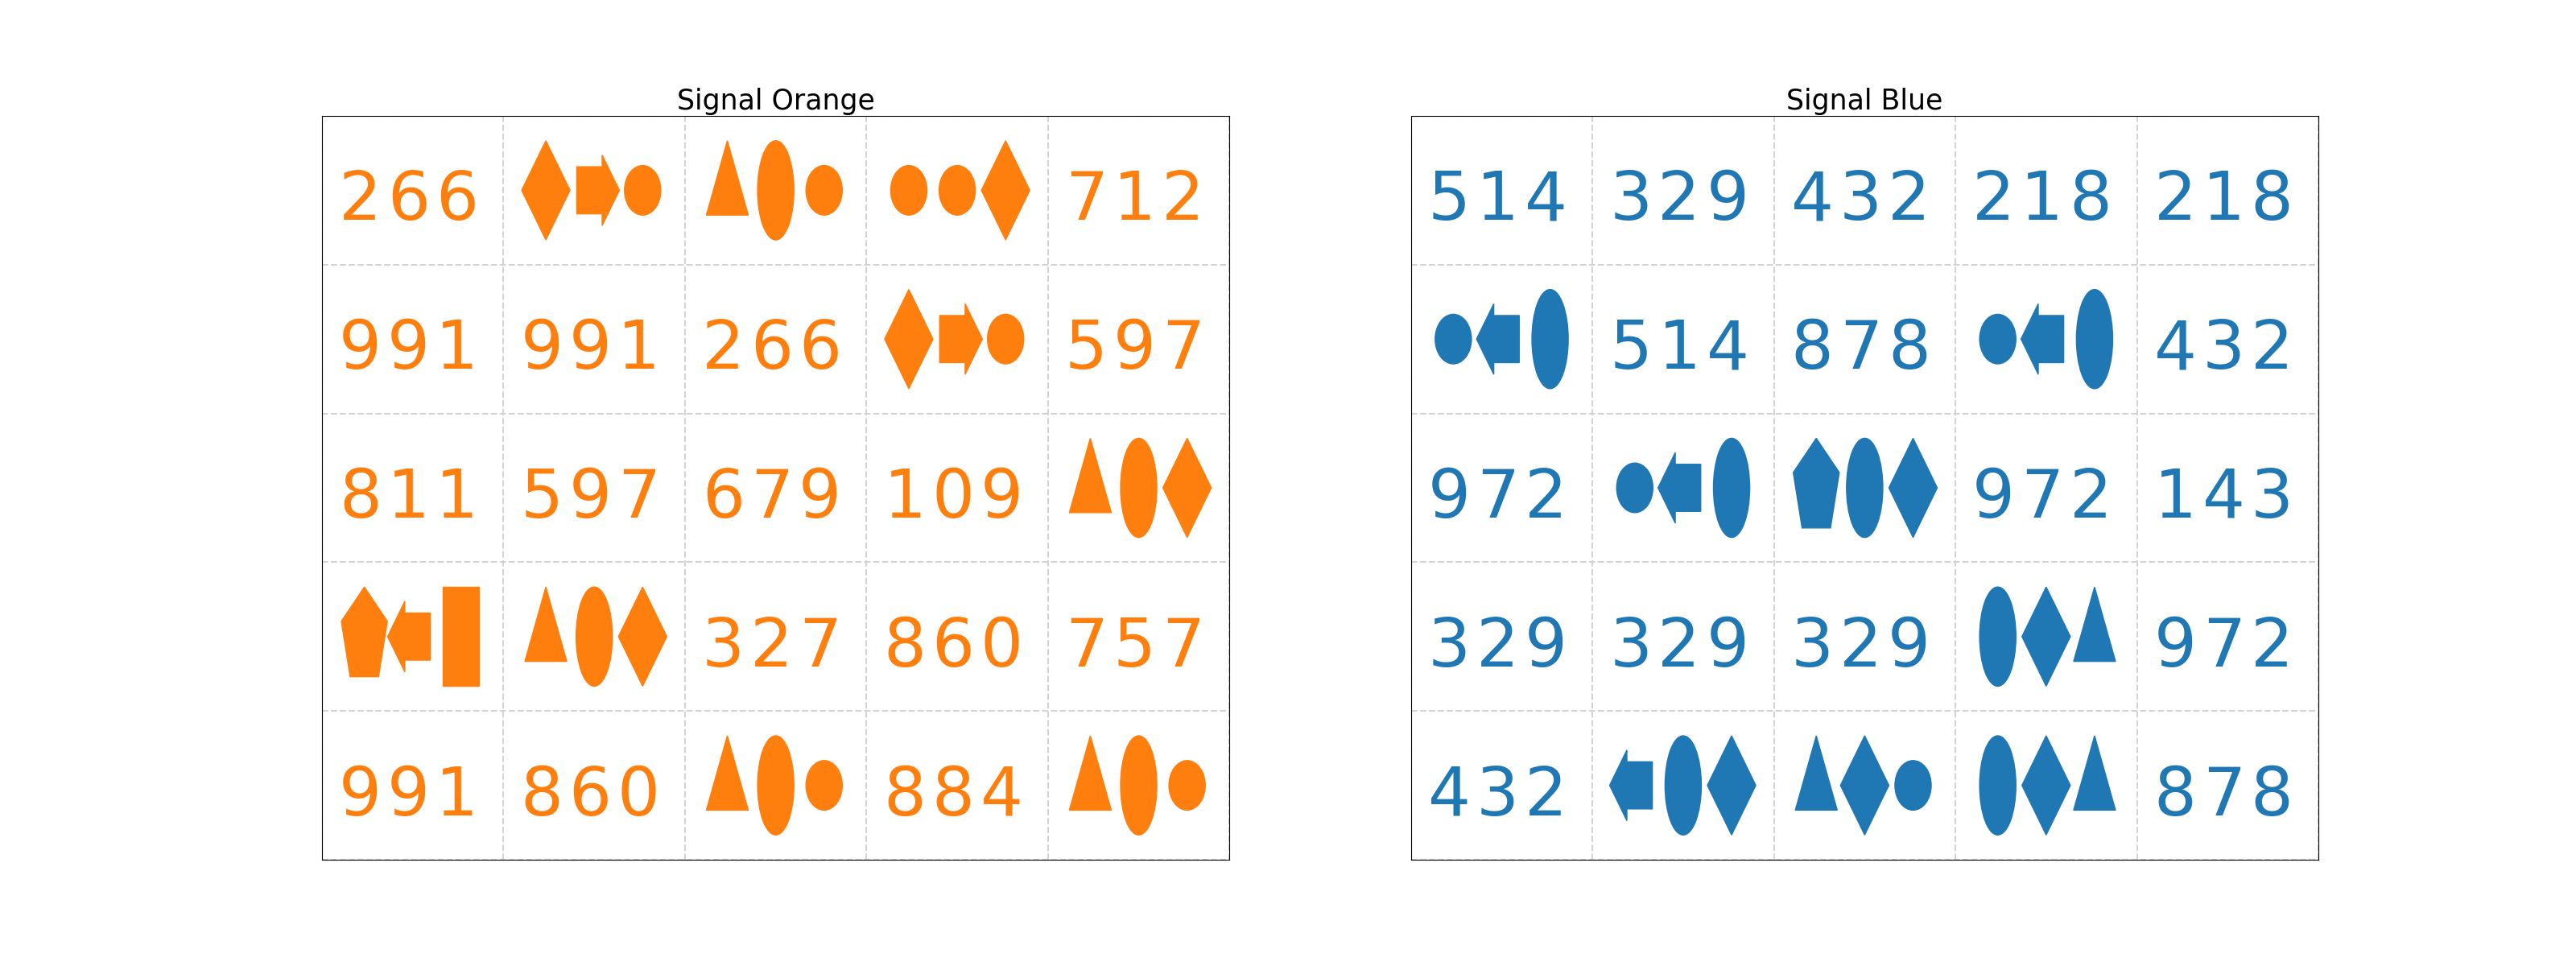 Signal Orange
266 712
991 991 266 597
811 597 679 109
327 860 757
991 860 884
Signal Blue
514 329 432 218 218
514 878 432
972 972 143
329 329 329 972
432 878